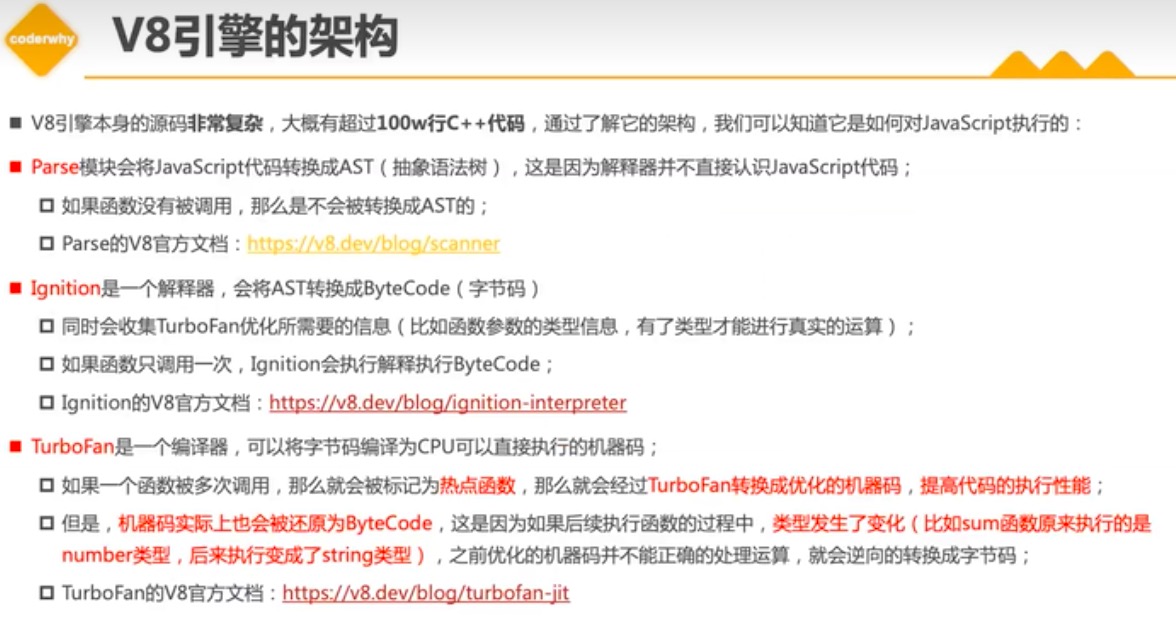 coderwhy
V8引擎的架构
■ V8引擎本身的源码非常复杂，大概有超过100w行C++代码，通过了解它的架构，我们可以知道它是如何对JavaScript执行的：
■ Parse模块会将JavaScript代码转换成AST（抽象语法树），这是因为解释器并不直接认识JavaScript代码；
□ 如果函数没有被调用，那么是不会被转换成AST的；
□ Parse的V8官方文档：https://v8.dev/blog/scanner
■ Ignition是一个解释器，会将AST转换成ByteCode（字节码）
□ 同时会收集TurboFan优化所需要的信息（比如函数参数的类型信息，有了类型才能进行真实的运算）；
□ 如果函数只调用一次，Ignition会执行解释执行ByteCode；
□ Ignition的V8官方文档：https://v8.dev/blog/ignition-interpreter
■ TurboFan是一个编译器，可以将字节码编译为CPU可以直接执行的机器码；
□ 如果一个函数被多次调用，那么就会被标记为热点函数，那么就会经过TurboFan转换成优化的机器码，提高代码的执行性能；
□ 但是，机器码实际上也会被还原为ByteCode，这是因为如果后续执行函数的过程中，类型发生了变化（比如sum函数原来执行的是
number类型，后来执行变成了string类型），之前优化的机器码并不能正确的处理运算，就会逆向的转换成字节码；
□ TurboFan的V8官方文档：https://v8.dev/blog/turbofan-jit